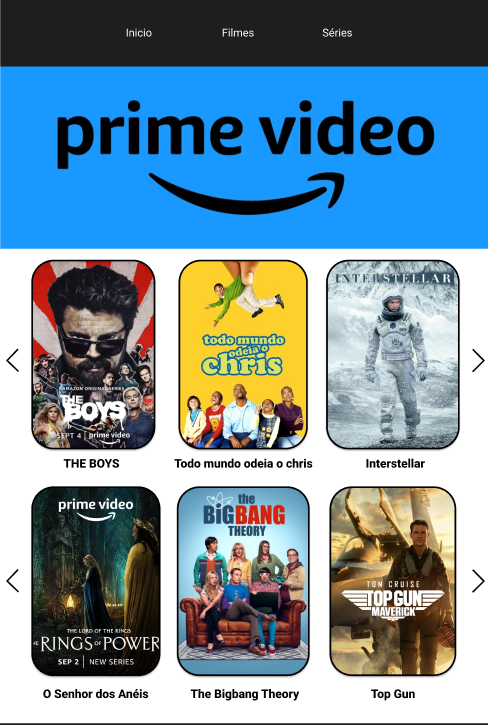 Inicio Filmes Séries
prime video
AMAZON ORIGINAL SERIES
THE BOYS
SEPT 4 | prime video
todo mundo
odeia o
chris
INTERSTELLAR
THE BOYS Todo mundo odeia o chris Interstellar
prime video
THE LORD OF THE RINGS
RINGS OF POWER
SEP 2 | NEW SERIES
the
BIG BANG
THEORY
TOM CRUISE
TOP GUN
MAVERICK
O Senhor dos Anéis The Bigbang Theory Top Gun